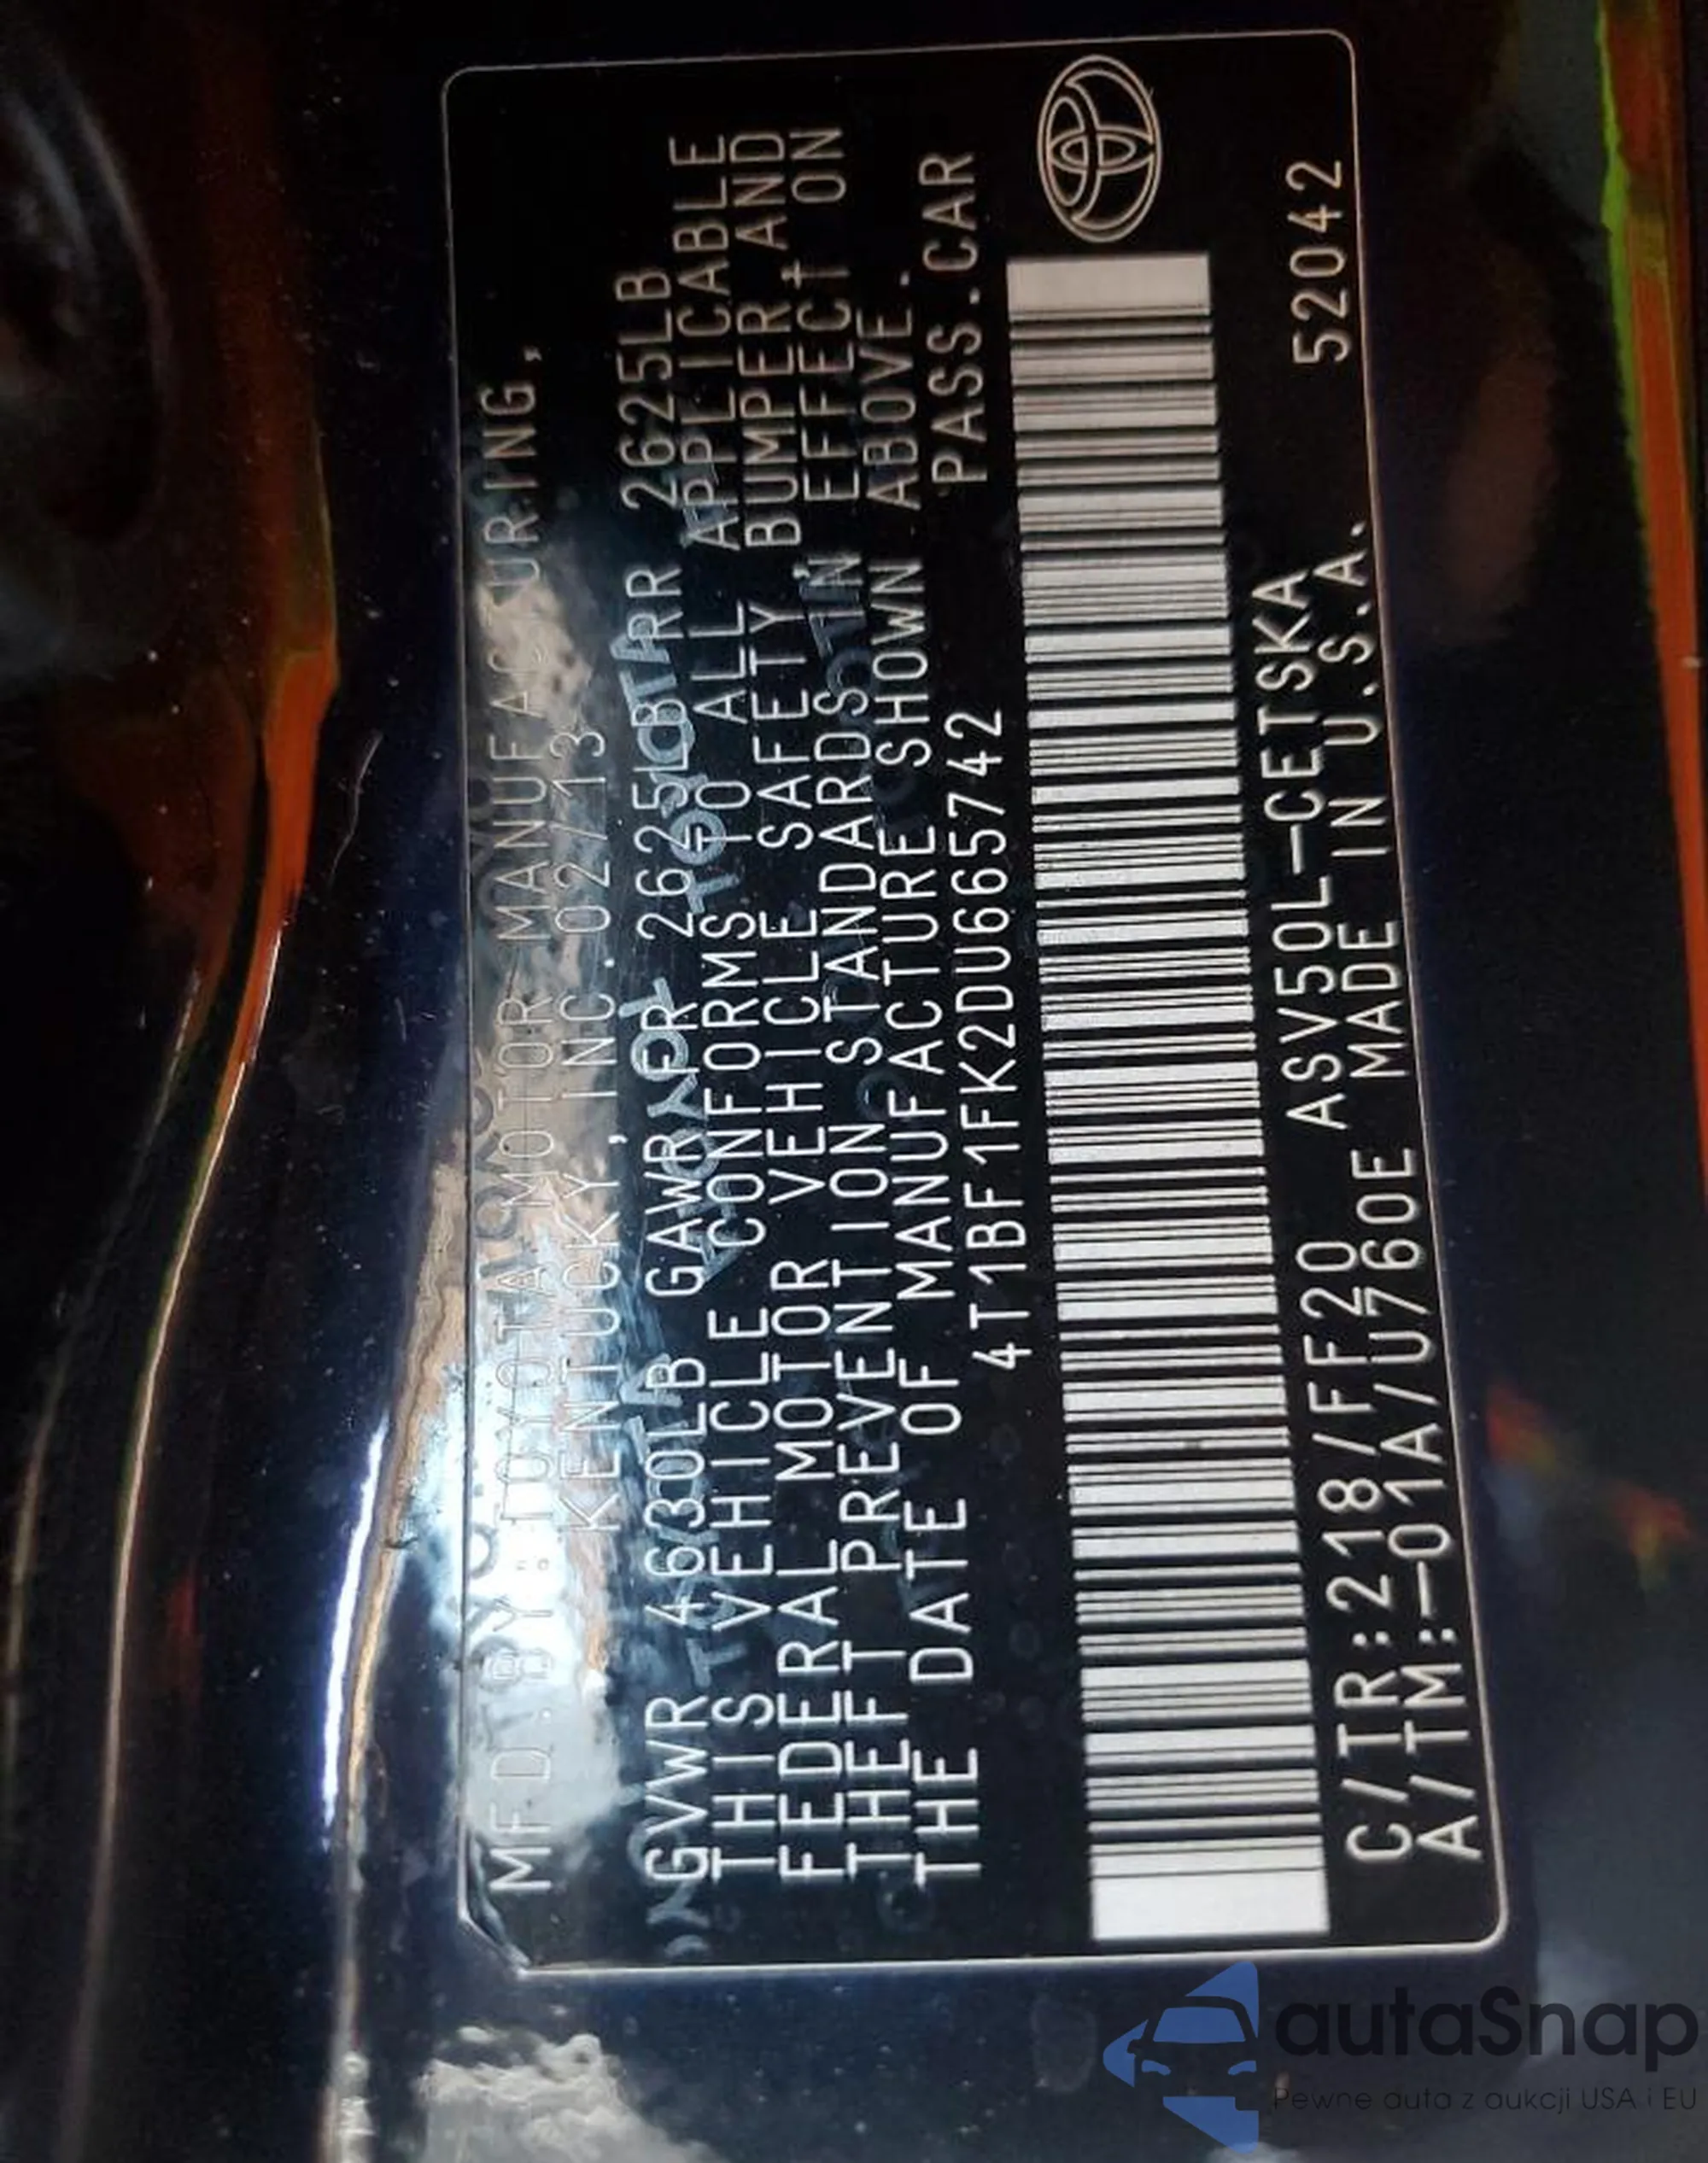 MFD.BY:TOYOTA MOTOR MANUFACTURING,
KENTUCKY, INC. 02/13
GVWR 4630LB GAWR FR 2625LB RR 2625LB
THIS VEHICLE CONFORMS TO ALL APPLICABLE
FEDERAL MOTOR VEHICLE SAFETY, BUMPER AND
THEFT PREVENTION STANDARDS IN EFFECT ON
THE DATE OF MANUFACTURE SHOWN ABOVE.
4T1BF1FK2DU665742 PASS.CAR
C/TR:218/FF20 ASV50L-CETSKA 52042
A/TM:-01A/U760E MADE IN U.S.A.
autaSnap
Pewne auta z aukcji USA i EU